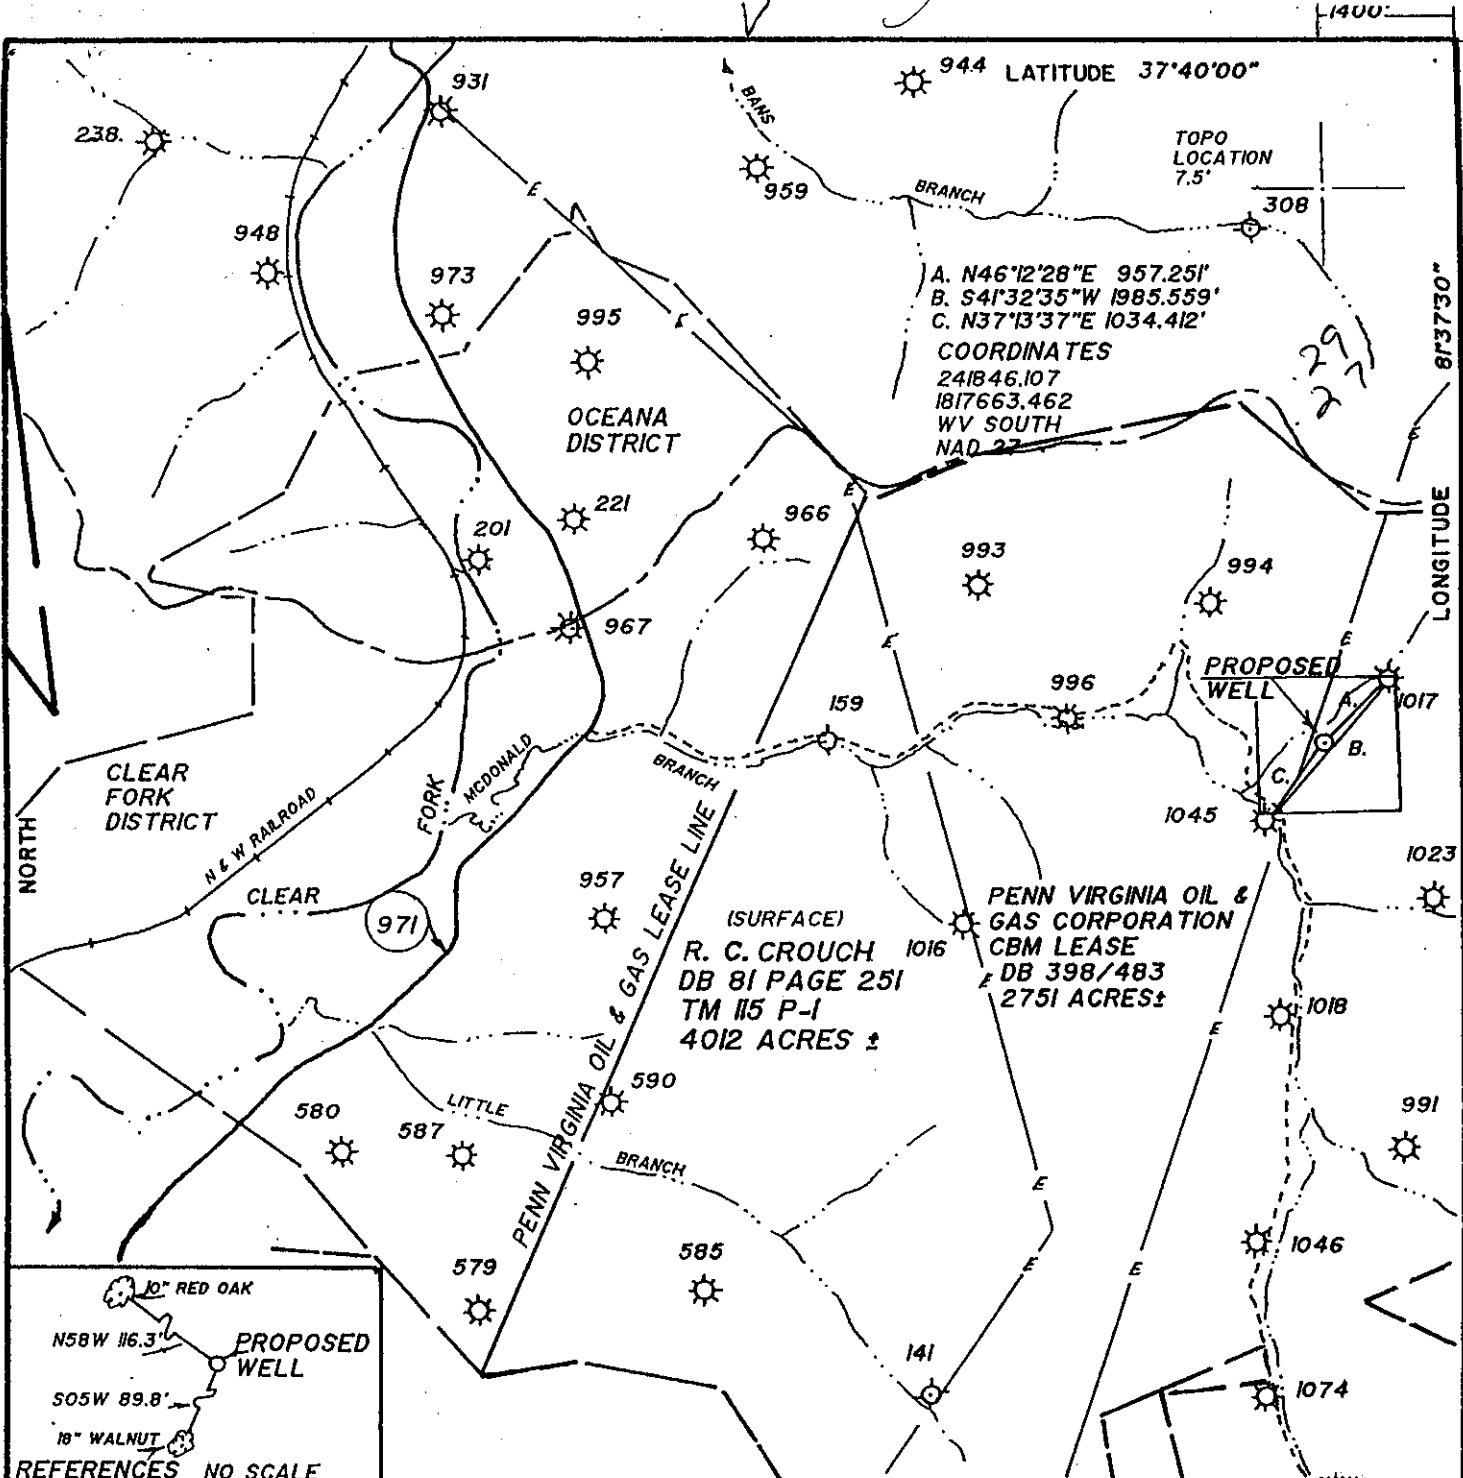 1400'
944
LATITUDE 37°40'00"
931
238.
BANS
TOPO
LOCATION
7.5'
959
BRANCH
308
E
948
973
A. N46°12'28"E 957.251'
B. S41°32'35"W 1985.559'
C. N37°13'37"E 1034.412'
995
COORDINATES
241846.107
1817663.462
WV SOUTH
NAD 27
29
27
81°37'30"
E
OCEANA
DISTRICT
E
E
LONGITUDE
221
966
201
993
994
967
E
E
PROPOSED
WELL
996
159
A.
1017
B.
C.
BRANCH
MCDONALD
FORK
CLEAR
FORK
DISTRICT
N & W RAILROAD
NORTH
1045
1023
CLEAR
957
971
PENN VIRGINIA OIL & GAS LEASE LINE
(SURFACE)
R. C. CROUCH
DB 81 PAGE 251
TM 115 P-1
4012 ACRES ±
1016
PENN VIRGINIA OIL &
GAS CORPORATION
CBM LEASE
DB 398/483
2751 ACRES±
E
1018
E
590
580
587
LITTLE
BRANCH
991
E
585
1046
579
E
E
10" RED OAK
N58W 116.3'
PROPOSED
WELL
S05W 89.8'
18" WALNUT
REFERENCES NO SCALE
141
1074